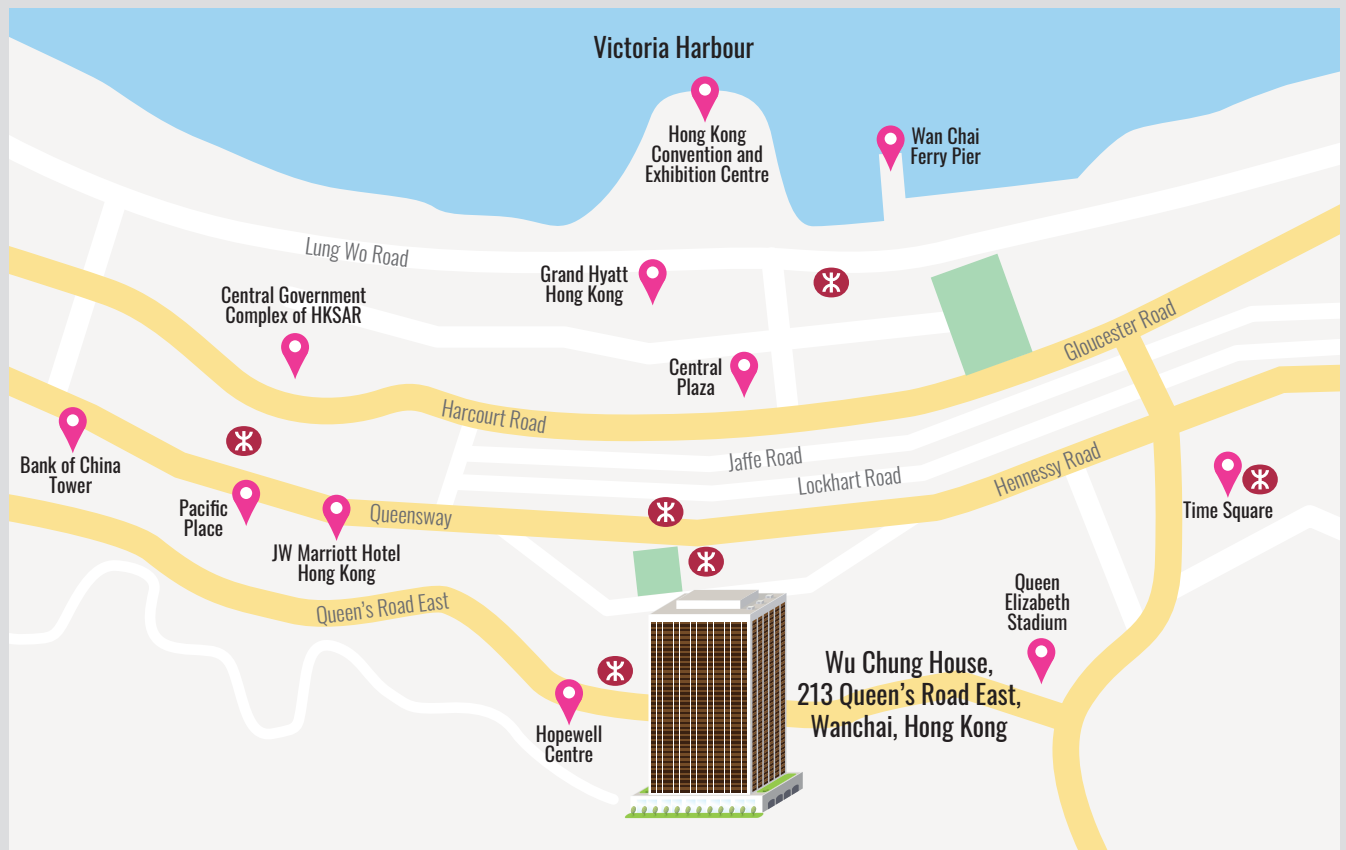 Victoria Harbour
Hong Kong
Convention and
Exhibition Centre
Wan Chai
Ferry Pier
Lung Wo Road
Grand Hyatt
Hong Kong
Central Government
Complex of HKSAR
Gloucester Road
Central
Plaza
Harcourt Road
Jaffe Road
Lockhart Road
Hennessy Road
Bank of China
Tower
Pacific
Place
Queensway
Time Square
JW Marriott Hotel
Hong Kong
Queen's Road East
Queen
Elizabeth
Stadium
Wu Chung House,
213 Queen's Road East,
Wanchai, Hong Kong
Hopewell
Centre